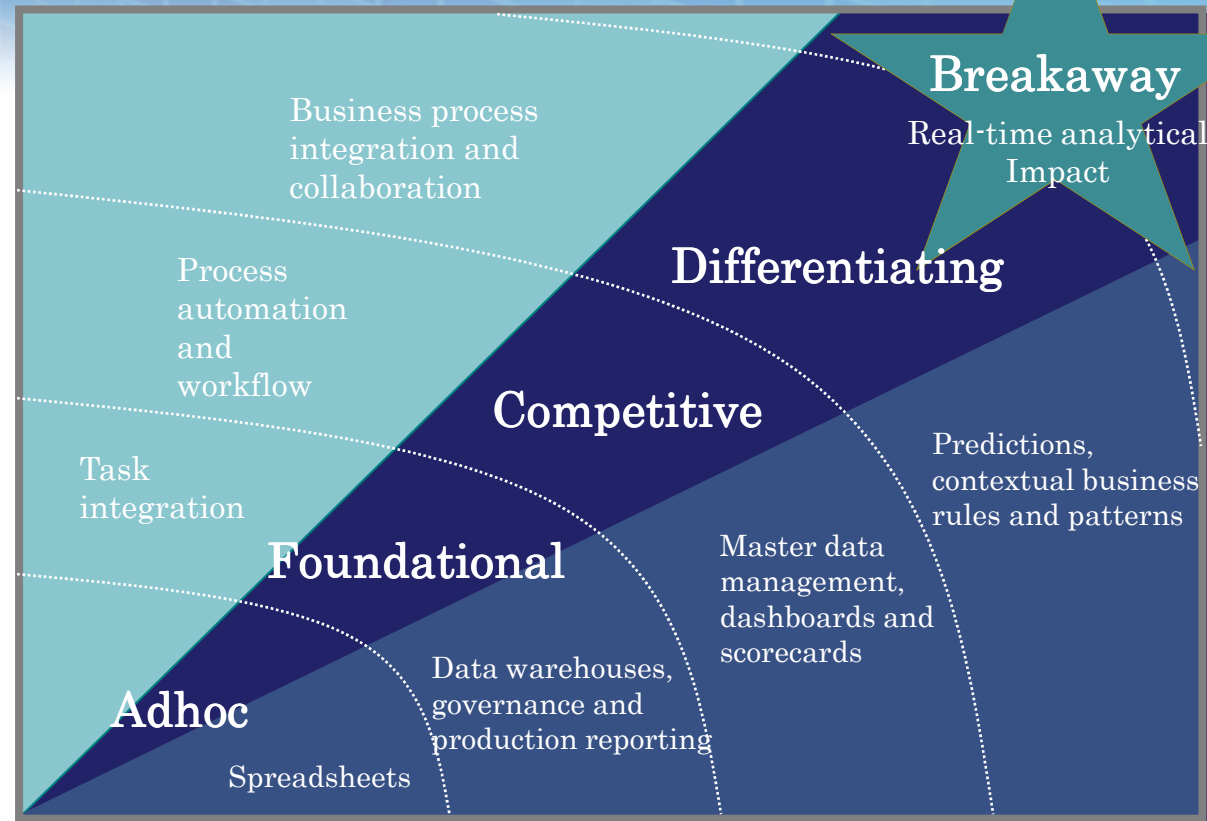 Breakaway
Real-time analytical
Impact
Business process
integration and
collaboration
Differentiating
Process
automation
and
workflow
Competitive
Predictions,
contextual business
rules and patterns
Task
integration
Foundational
Master data
management,
dashboards and
scorecards
Data warehouses,
governance and
production reporting
Adhoc
Spreadsheets